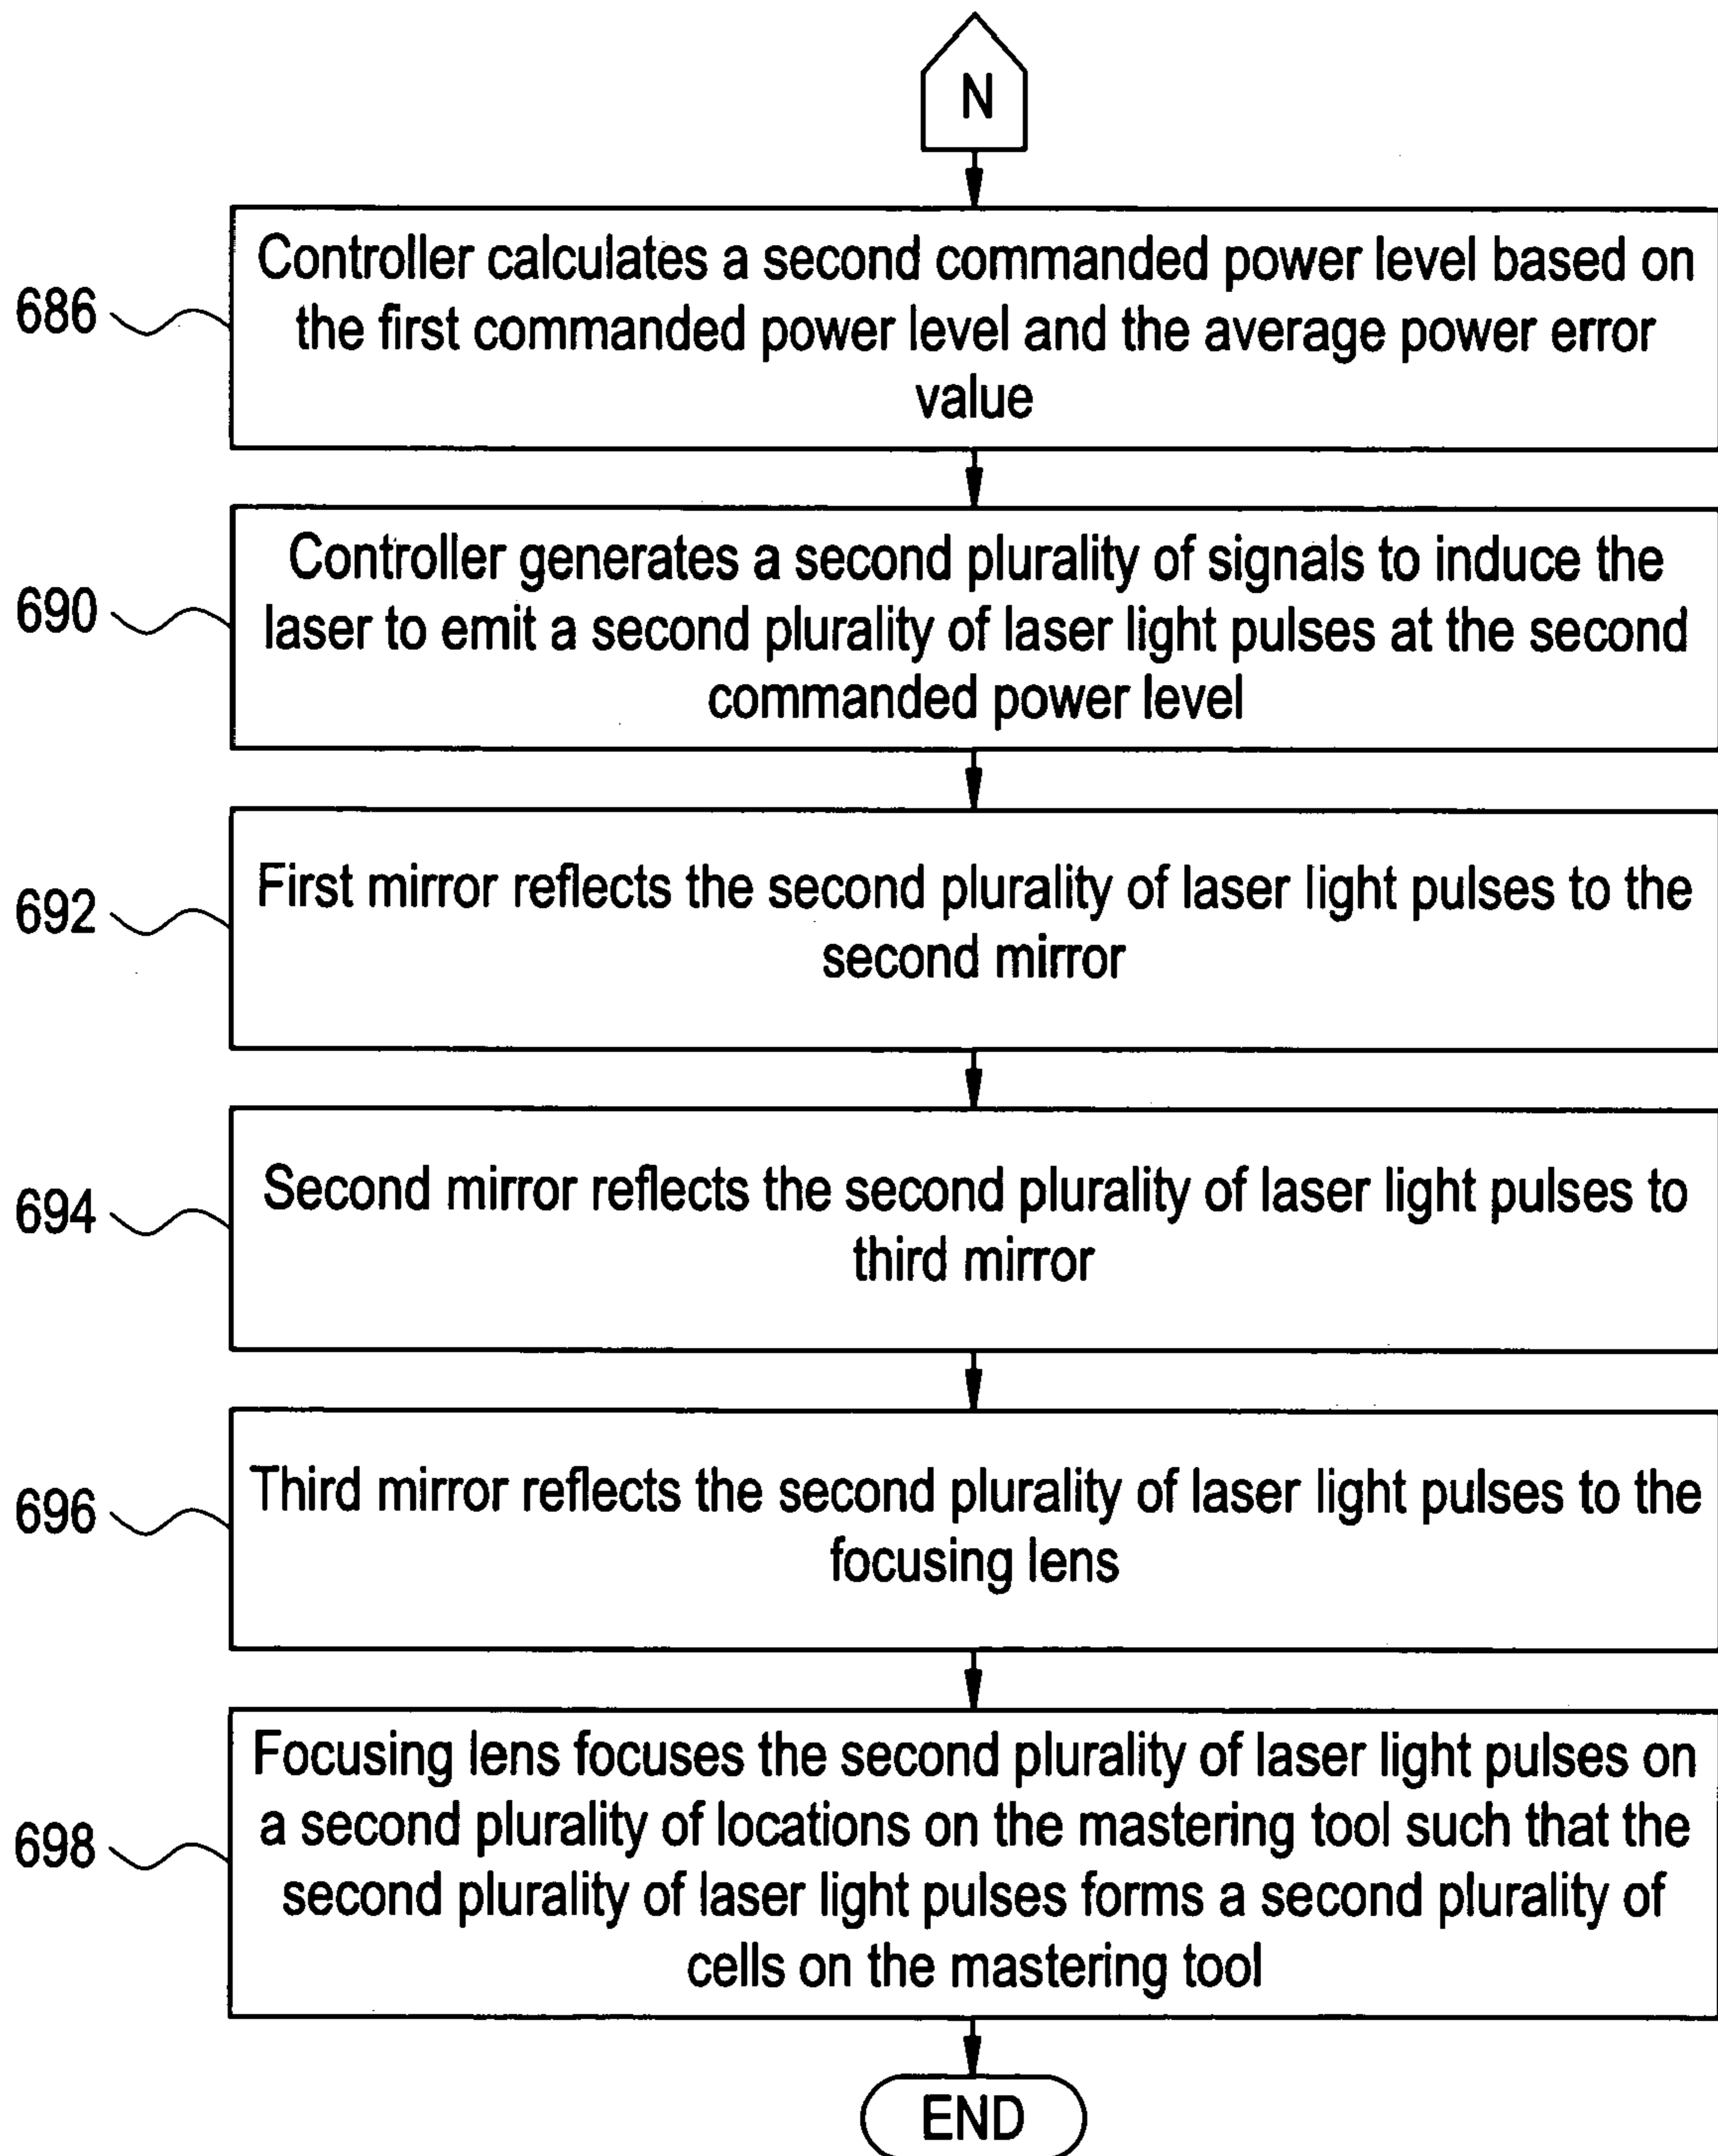 N
686
Controller calculates a second commanded power level based on
the first commanded power level and the average power error
value
690
Controller generates a second plurality of signals to induce the
laser to emit a second plurality of laser light pulses at the second
commanded power level
692
First mirror reflects the second plurality of laser light pulses to the
second mirror
694
Second mirror reflects the second plurality of laser light pulses to
third mirror
696
Third mirror reflects the second plurality of laser light pulses to the
focusing lens
698
Focusing lens focuses the second plurality of laser light pulses on
a second plurality of locations on the mastering tool such that the
second plurality of laser light pulses forms a second plurality of
cells on the mastering tool
END